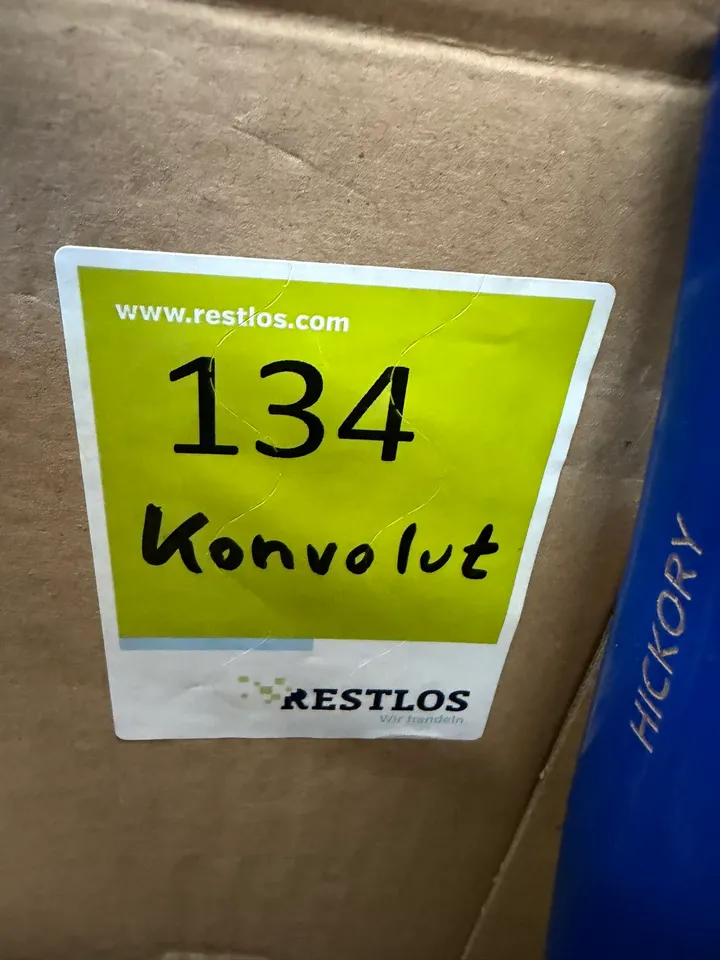 www.restlos.com
134
Konvolut
RESTLOS
Wir handeln
HICKORY